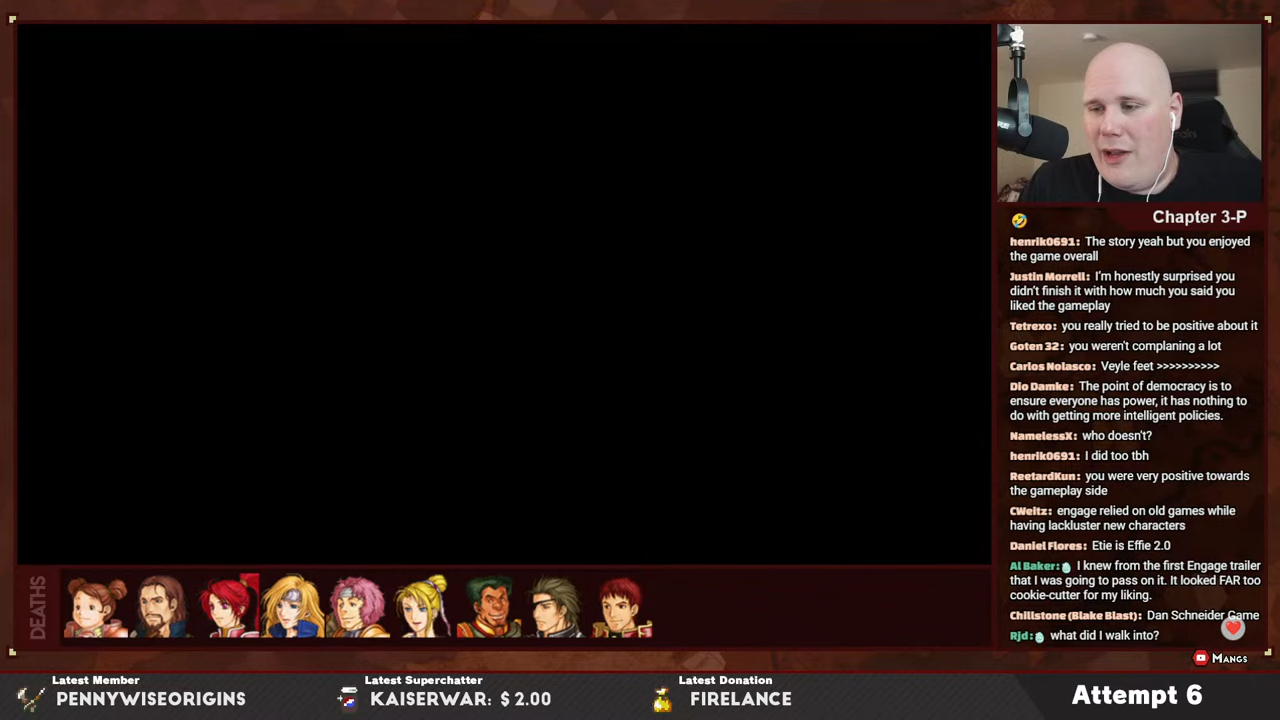 Chapter 3-P
henrik0691: The story yeah but you enjoyed
the game overall
Justin Morrell: I'm honestly surprised you
didn't finish it with how much you said you
liked the gameplay
Tetrexo: you really tried to be positive about it
Goten 32: you weren't complaning a lot
Carlos Nolasco: Veyle feet >>>>>>>>>>
Dio Damke: The point of democracy is to
ensure everyone has power, it has nothing to
do with getting more intelligent policies.
NamelessX: who doesn't?
henrik0691: I did too tbh
ReetardKun: you were very positive towards
the gameplay side
CWeitz: engage relied on old games while
having lackluster new characters
Daniel Flores: Etie is Effie 2.0
Al Baker: I knew from the first Engage trailer
that I was going to pass on it. It looked FAR too
cookie-cutter for my liking.
Chillstone (Blake Blast): Dan Schneider Game
Rjd: what did I walk into?
DEATHS
MANGS
Latest Member
PENNYWISEORIGINS
Latest Superchatter
KAISERWAR: $ 2.00
Latest Donation
FIRELANCE
Attempt 6